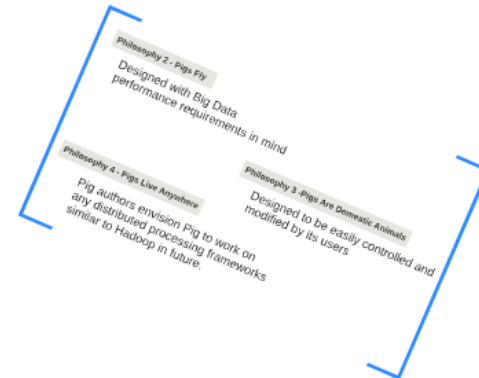 Philosophy 2 - Pigs Fly
Designed with Big Data
performance requirements in mind
Philosophy 4 - Pigs Live Anywhere
Pig authors envision Pig to work on
any distributed processing frameworks
similar to Hadoop in future.
Philosophy 3 -Pigs Are Domestic Animals
Designed to be easily controlled and
modified by its users